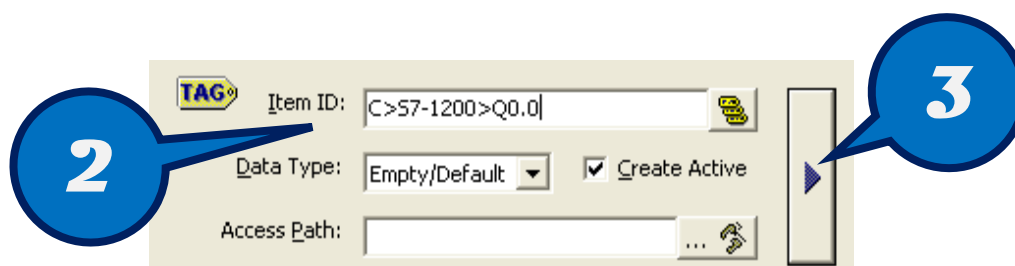 3
TAG Item ID: C>S7-1200>Q0.0
2
Data Type: Empty/Default Create Active
Access Path: ...